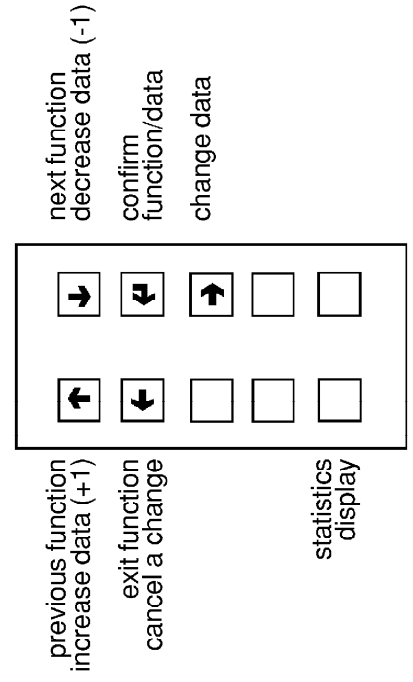 previous function
increase data (+1)
exit function
cancel a change
statistics
display
next function
decrease data (-1)
confirm
function/data
change data